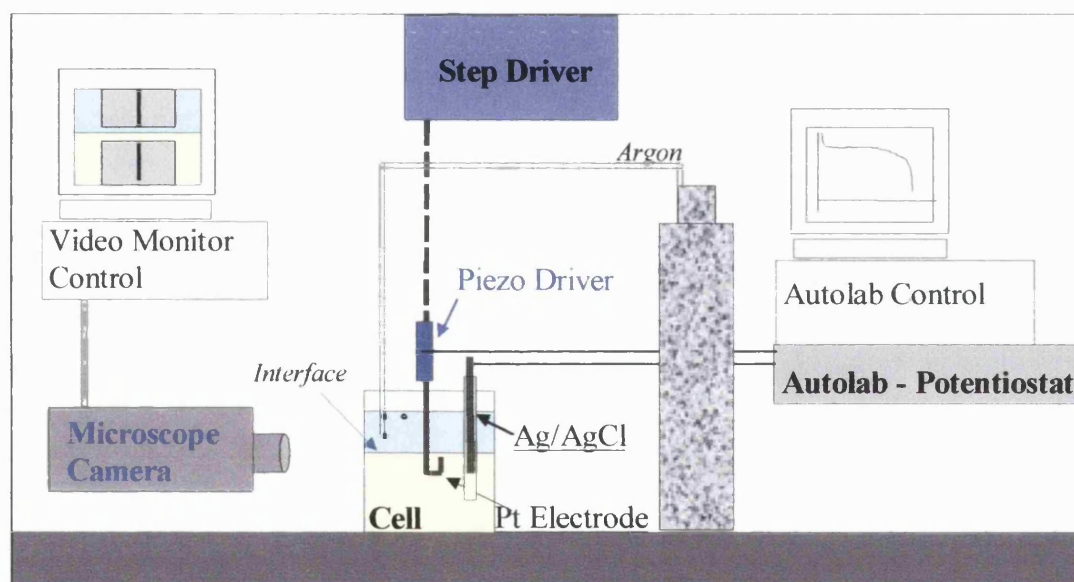 Step Driver
Argon
Video Monitor
Control
Piezo Driver
Autolab Control
Interface
Autolab - Potentiostat
Microscope
Camera
Ag/AgCl
Cell
Pt Electrode